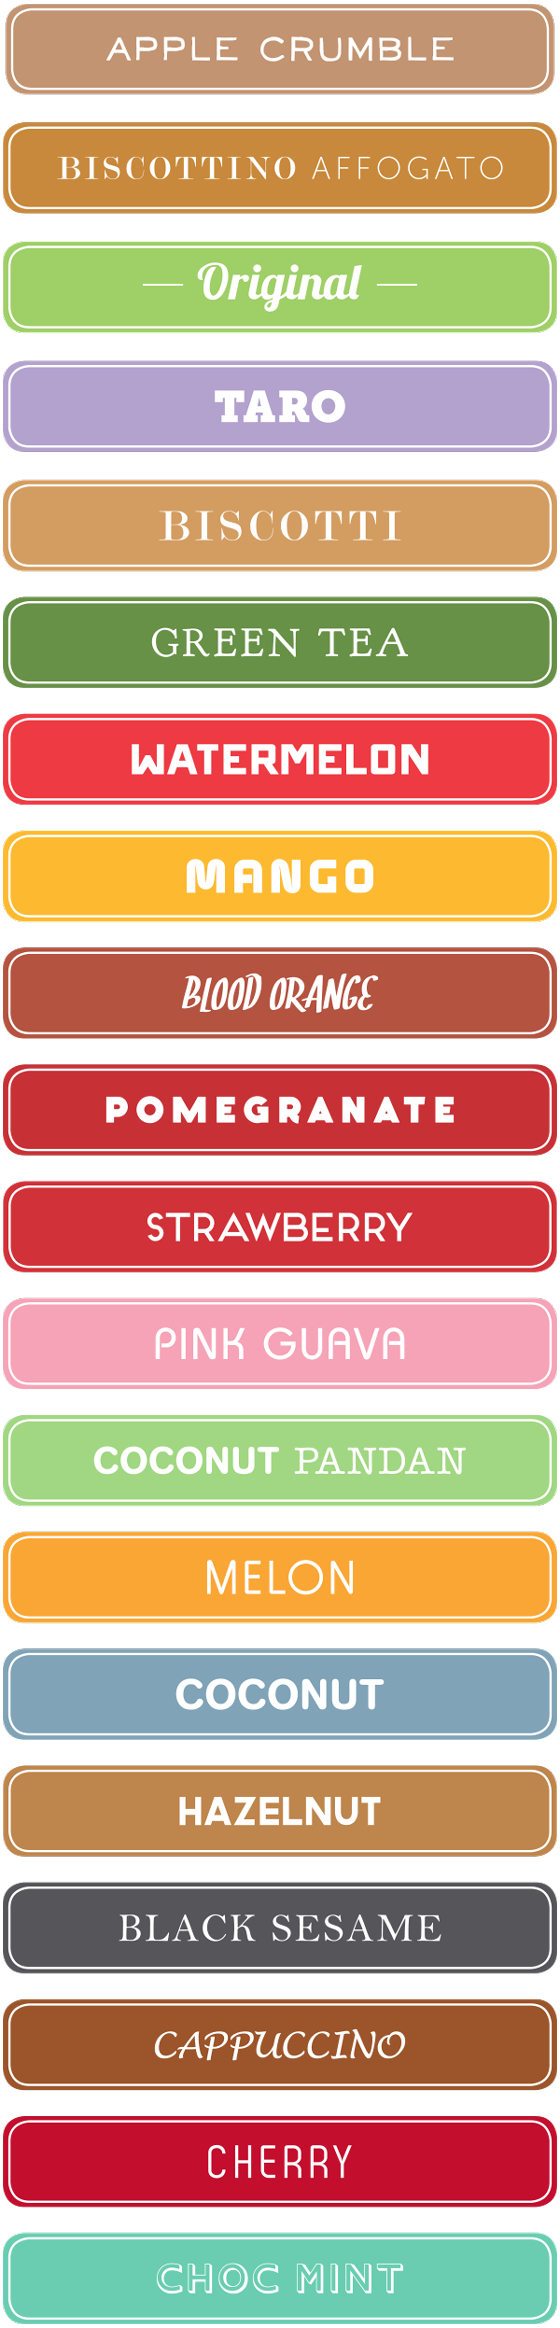 APPLE CRUMBLE
BISCOTTINO AFFOGATO
Original
TARO
BISCOTTI
GREEN TEA
WATERMELON
MANGO
BLOOD ORANGE
POMEGRANATE
STRAWBERRY
PINK GUAVA
COCONUT PANDAN
MELON
COCONUT
HAZELNUT
BLACK SESAME
CAPPUCCINO
CHERRY
CHOC MINT